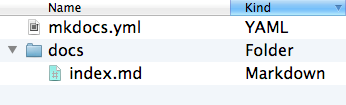 Name Kind
mkdocs.yml YAML
docs Folder
index.md Markdown